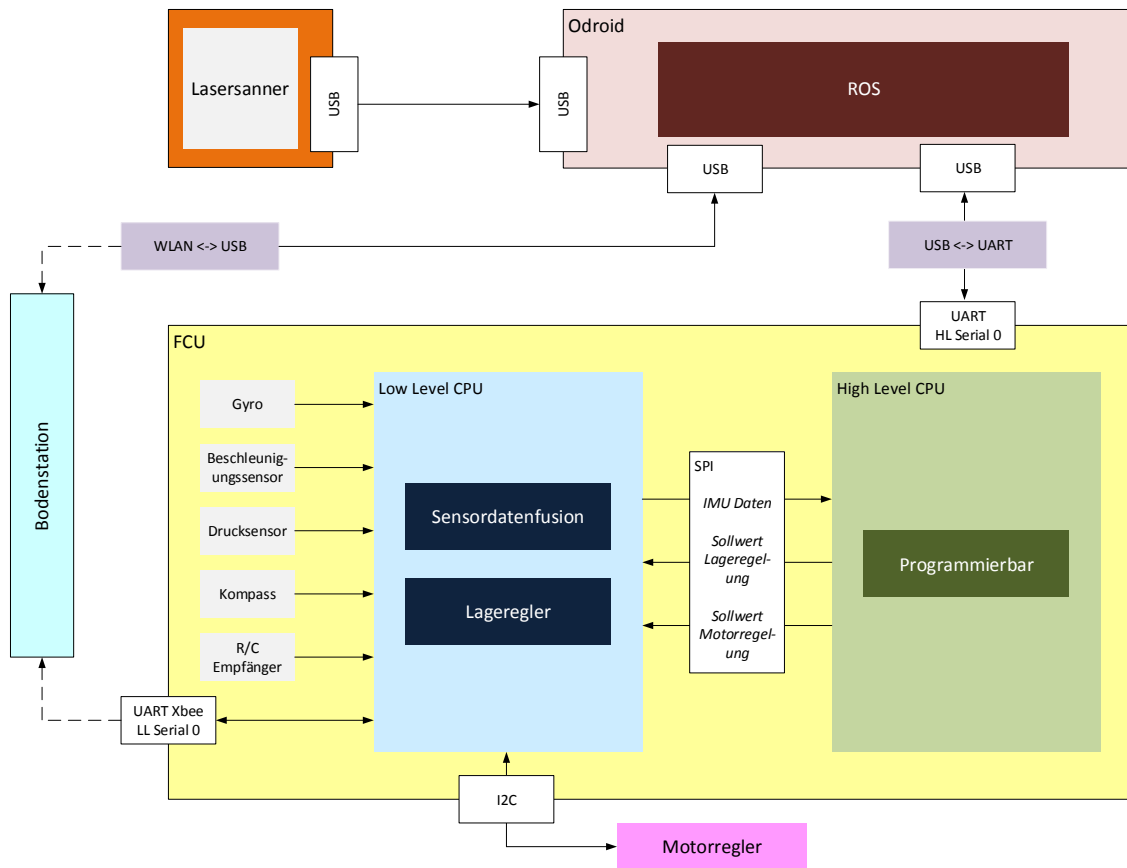 Odroid
Lasersanner
USB
USB
ROS
USB
USB
WLAN <-> USB
USB <-> UART
Bodenstation
UART
HL Serial 0
FCU
Low Level CPU
High Level CPU
Gyro
Beschleunig-
ungssensor
Drucksensor
Kompass
R/C
Empfänger
Sensordatenfusion
Lageregler
SPI
IMU Daten
Sollwert
Lageregel-
ung
Sollwert
Motorregel-
ung
Programmierbar
UART Xbee
LL Serial 0
I2C
Motorregler